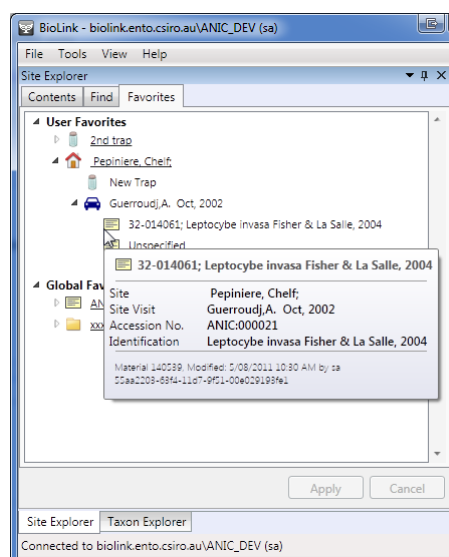 BioLink - biolink.ento.csiro.au\ANIC_DEV (sa)
File Tools View Help
Site Explorer
Contents Find Favorites
User Favorites
2nd trap
Pepiniere, Chelf;
New Trap
Guerroudj,A. Oct, 2002
32-014061; Leptocybe invasa Fisher & La Salle, 2004
Unspecified
32-014061; Leptocybe invasa Fisher & La Salle, 2004
Global Fav
AN
xxx
Site Pepiniere, Chelf;
Site Visit Guerroudj,A. Oct, 2002
Accession No. ANIC:000021
Identification Leptocybe invasa Fisher & La Salle, 2004
Material 140539, Modified: 5/08/2011 10:30 AM by sa
55aa2203-63f4-11d7-9f51-00e029193fe1
Apply Cancel
Site Explorer Taxon Explorer
Connected to biolink.ento.csiro.au\ANIC_DEV (sa)